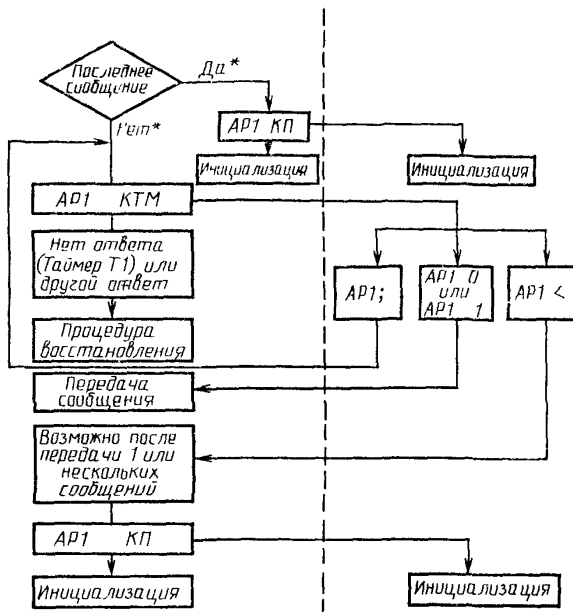 Последнее
сообщение
Да*
Нет*
АР1 КП
Инициализация
Инициализация
АР1 КТМ
Нет ответа
(Таймер Т1) или
другой ответ
АР1;
АР1 0
или
АР1 1
АР1 <
Процедура
восстановления
Передача
сообщения
Возможно после
передачи 1 или
нескольких
сообщений
АР1 КП
Инициализация
Инициализация